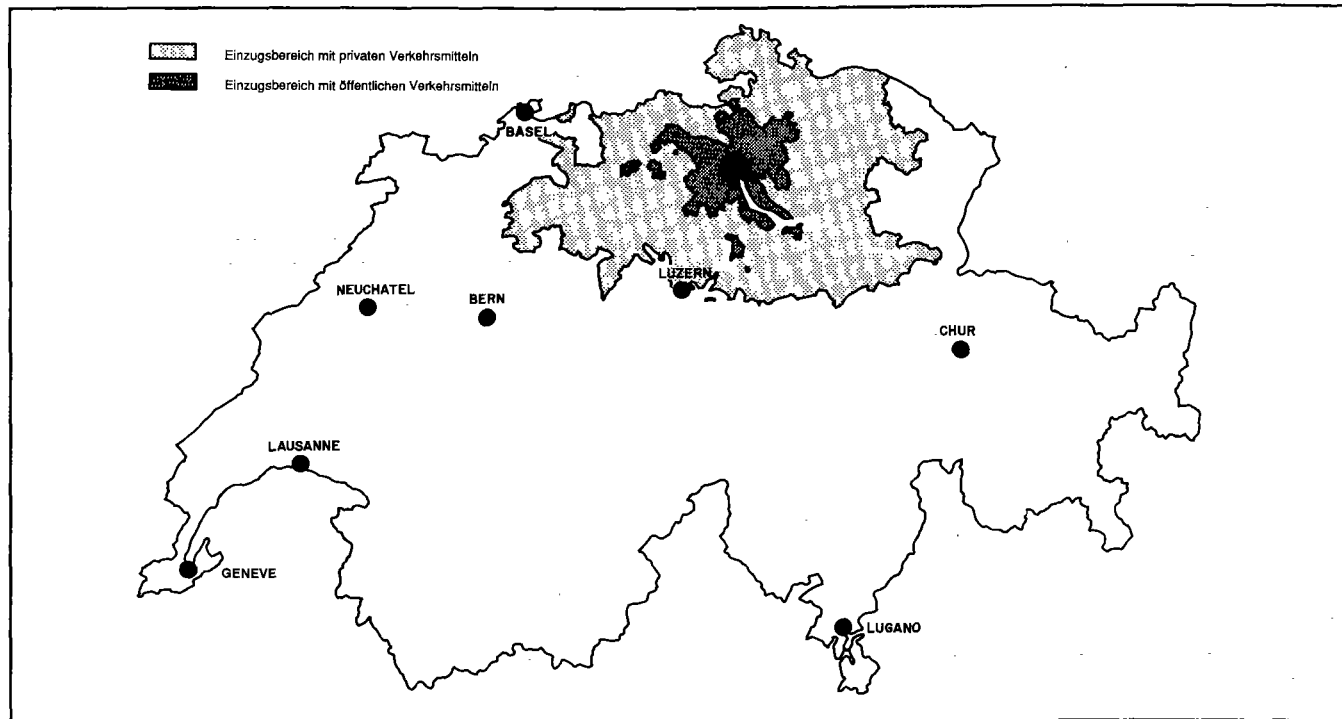 Einzugsbereich mit privaten Verkehrsmitteln
Einzugsbereich mit öffentlichen Verkehrsmitteln
BASEL
LUZERN
NEUCHATEL
BERN
CHUR
LAUSANNE
GENEVE
LUGANO